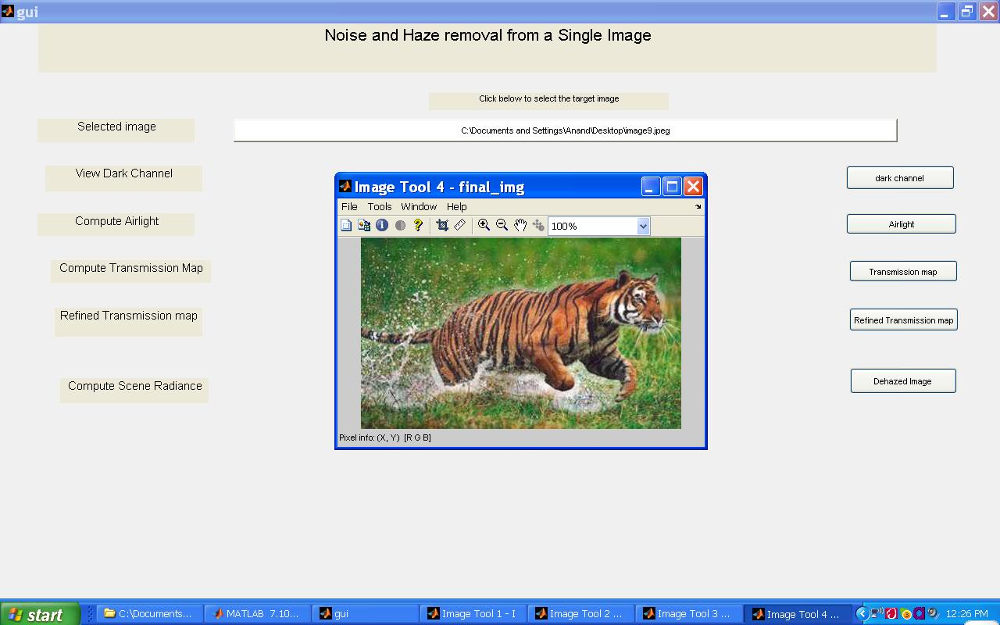 gui
Noise and Haze removal from a Single Image
Click below to select the target image
Selected image
C:\Documents and Settings\Anand\Desktop\image9.jpeg
View Dark Channel
dark channel
Image Tool 4 - final_img
File Tools Window Help
100%
Compute Airlight
Airlight
Compute Transmission Map
Transmission map
Refined Transmission map
Refined Transmission map
Compute Scene Radiance
Dehazed Image
Pixel info: (X, Y) [R G B]
start
C:\Documents...
MATLAB 7.10...
gui
Image Tool 1 - I
Image Tool 2 ...
Image Tool 3 ...
Image Tool 4 ...
12:26 PM